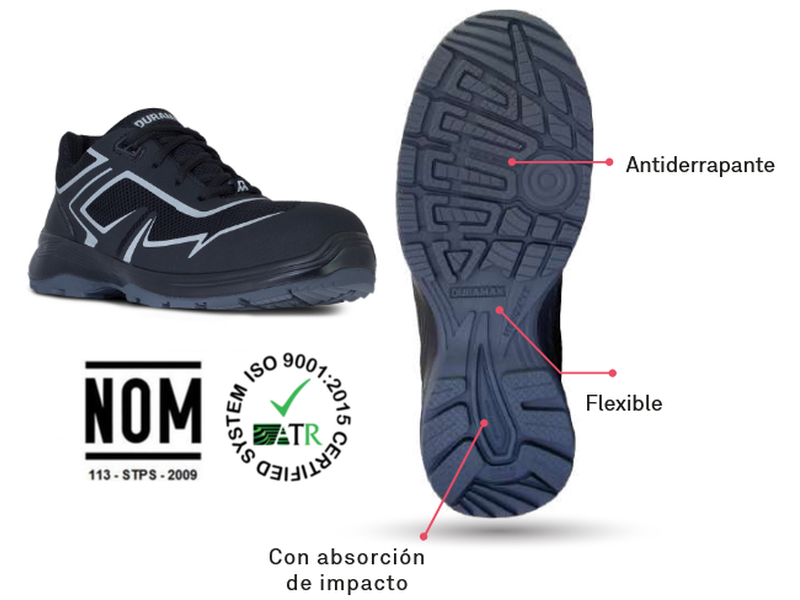 DURAMAX
Antiderrapante
DURAMAX
Flexible
Con absorción
de impacto
NOM
113 - STPS - 2009
SYSTEM ISO 9001:2015 CERTIFIED
ATR